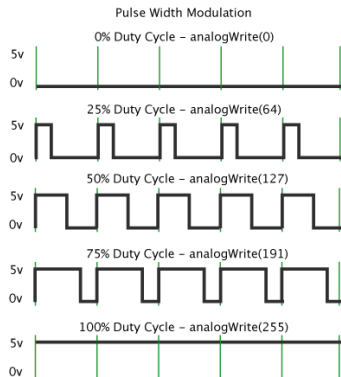 Pulse Width Modulation
0% Duty Cycle – analogWrite(0)
5v
0v
25% Duty Cycle – analogWrite(64)
5v
0v
50% Duty Cycle – analogWrite(127)
5v
0v
75% Duty Cycle – analogWrite(191)
5v
0v
100% Duty Cycle – analogWrite(255)
5v
0v